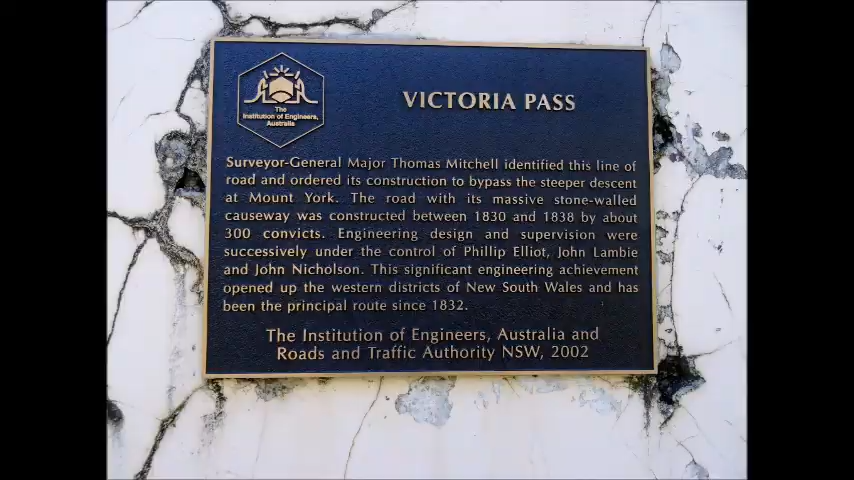 The
Institution of Engineers,
Australia
VICTORIA PASS
Surveyor-General Major Thomas Mitchell identified this line of
road and ordered its construction to bypass the steeper descent
at Mount York. The road with its massive stone-walled
causeway was constructed between 1830 and 1838 by about
300 convicts. Engineering design and supervision were
successively under the control of Phillip Elliot, John Lambie
and John Nicholson. This significant engineering achievement
opened up the western districts of New South Wales and has
been the principal route since 1832.
The Institution of Engineers, Australia and
Roads and Traffic Authority NSW, 2002